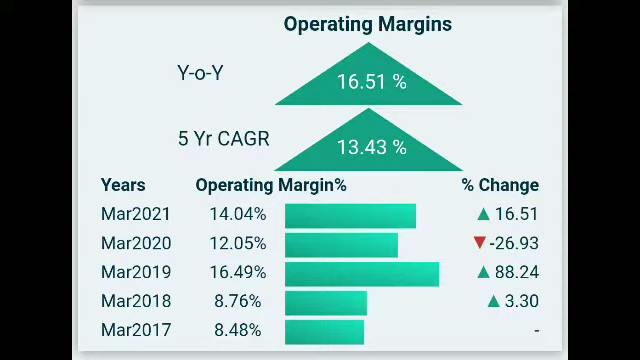 Operating Margins
Y-o-Y 16.51 %
5 Yr CAGR 13.43 %
Years Operating Margin% % Change
Mar2021 14.04% ▲ 16.51
Mar2020 12.05% ▼ -26.93
Mar2019 16.49% ▲ 88.24
Mar2018 8.76% ▲ 3.30
Mar2017 8.48% -